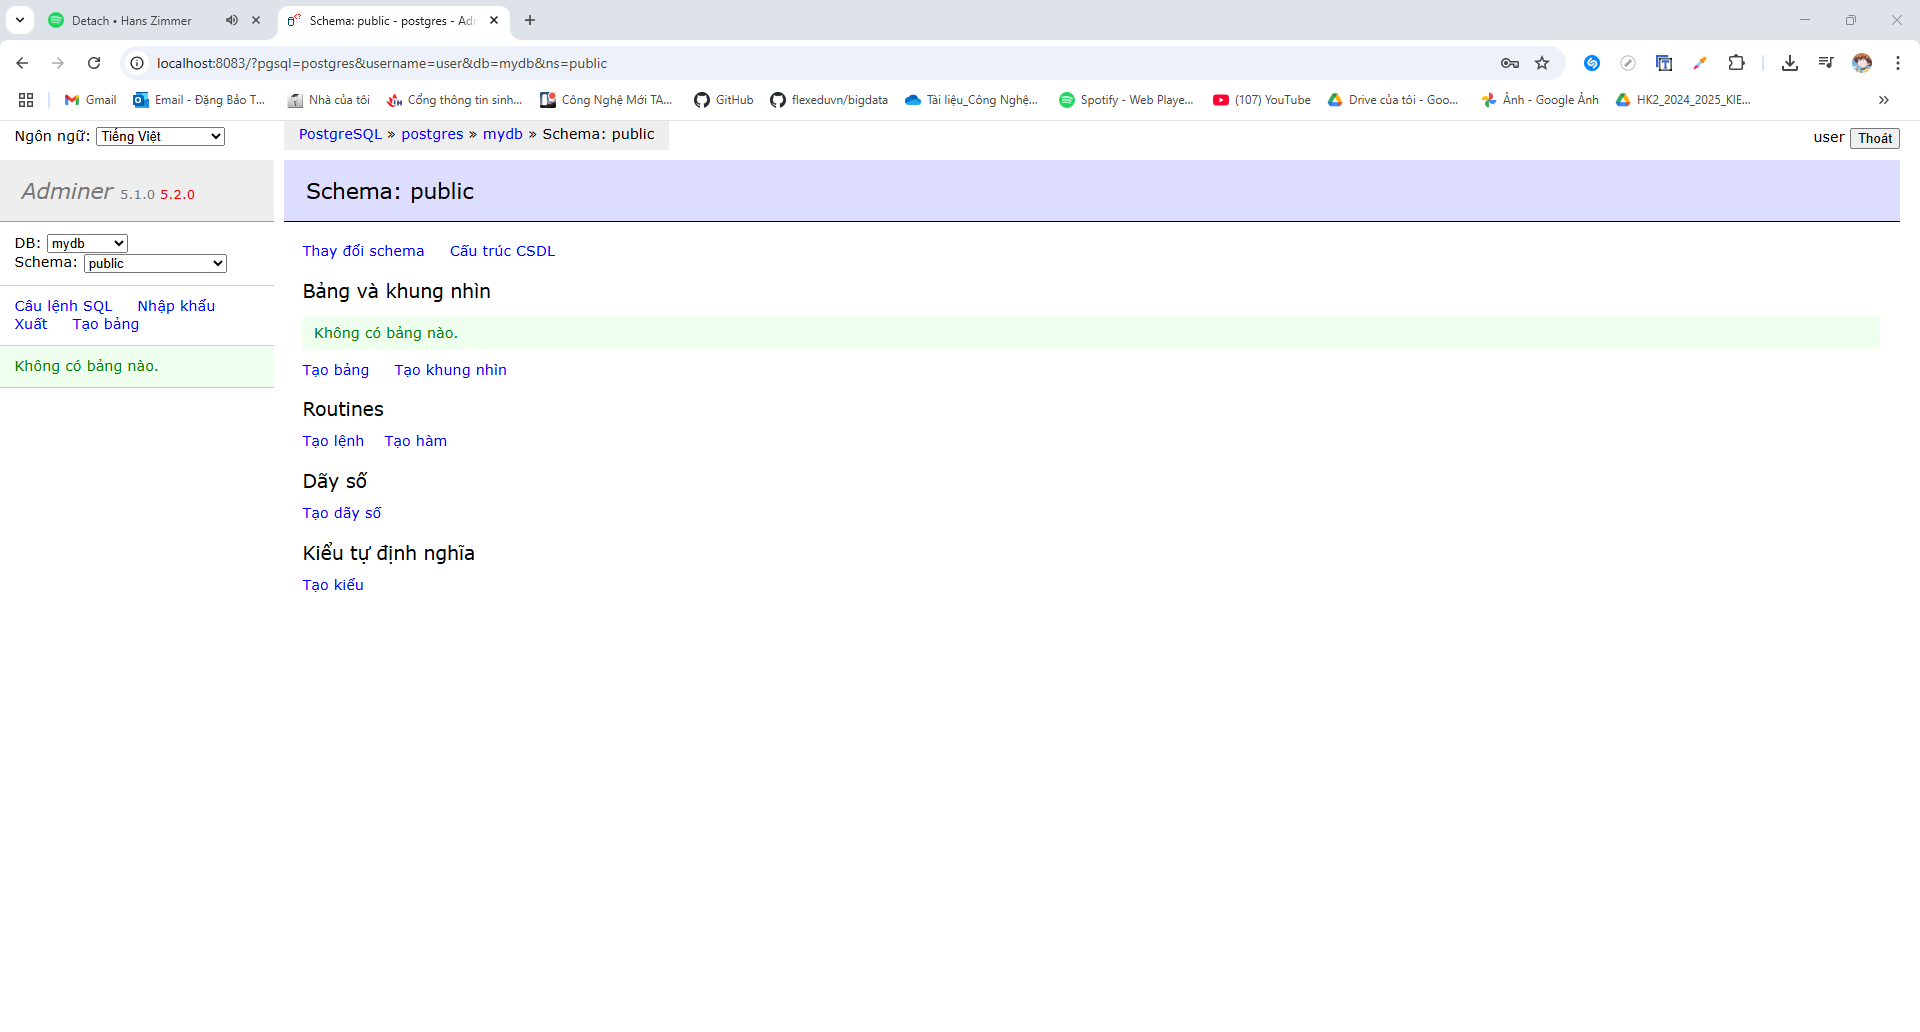 Detach • Hans Zimmer
Schema: public - postgres - Adm
localhost:8083/?pgsql=postgres&username=user&db=mydb&ns=public
Gmail
Email - Đặng Bảo T...
Nhà của tôi
Cổng thông tin sinh...
Công Nghệ Mới TA...
GitHub
flexeduvn/bigdata
Tài liệu_Công Nghệ...
Spotify - Web Playe...
(107) YouTube
Drive của tôi - Goo...
Ảnh - Google Ảnh
HK2_2024_2025_KIE...
Ngôn ngữ: Tiếng Việt
PostgreSQL » postgres » mydb » Schema: public
user Thoát
Adminer 5.1.0 5.2.0
Schema: public
DB: mydb
Schema: public
Thay đổi schema Cấu trúc CSDL
Câu lệnh SQL Nhập khẩu
Xuất Tạo bảng
Không có bảng nào.
Bảng và khung nhìn
Không có bảng nào.
Tạo bảng Tạo khung nhìn
Routines
Tạo lệnh Tạo hàm
Dãy số
Tạo dãy số
Kiểu tự định nghĩa
Tạo kiểu